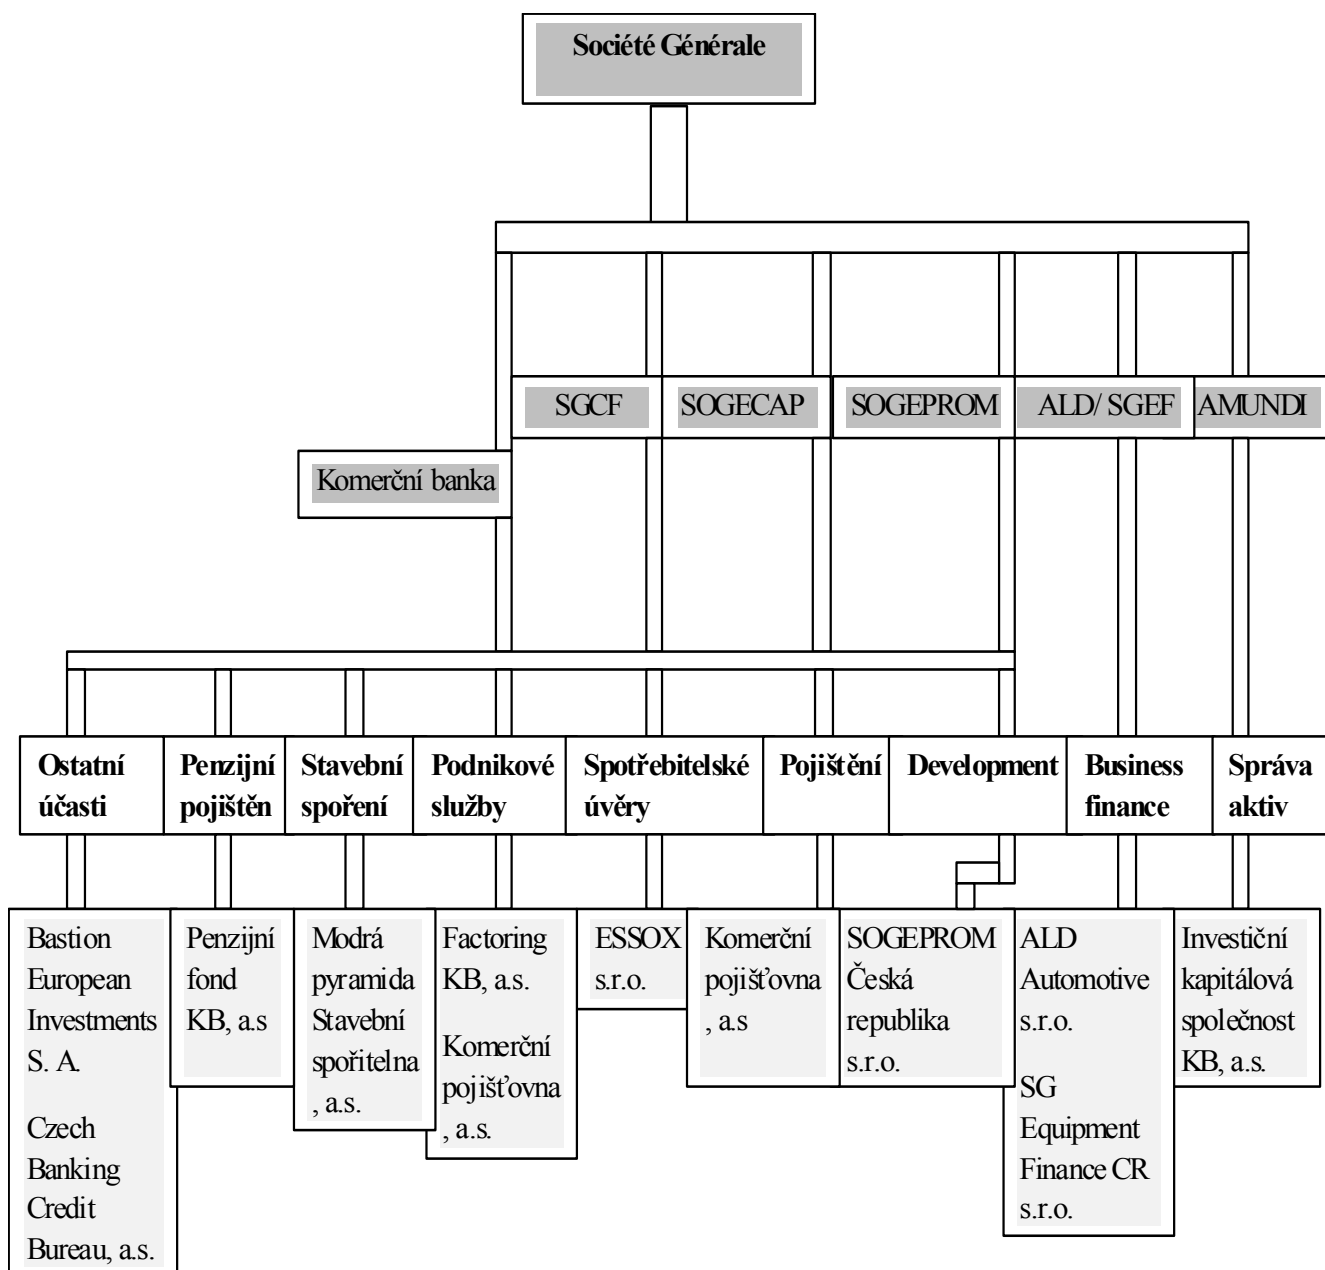 Société Générale
SGCF
SOGECAP
SOGEPROM
ALD/ SGEF
AMUNDI
Komerční banka
Ostatní
účasti
Penzijní
pojištěn
Stavební
spoření
Podnikové
služby
Spotřebitelské
úvěry
Pojištění
Development
Business
finance
Správa
aktiv
Bastion
European
Investments
S. A.
Czech
Banking
Credit
Bureau, a.s.
Penzijní
fond
KB, a.s
Modrá
pyramida
Stavební
spořitelna
, a.s.
Factoring
KB, a.s.
Komerční
pojišťovna
, a.s.
ESSOX
s.r.o.
Komerční
pojišťovna
, a.s
SOGEPROM
Česká
republika
s.r.o.
ALD
Automotive
s.r.o.
SG
Equipment
Finance CR
s.r.o.
Investiční
kapitálová
společnost
KB, a.s.